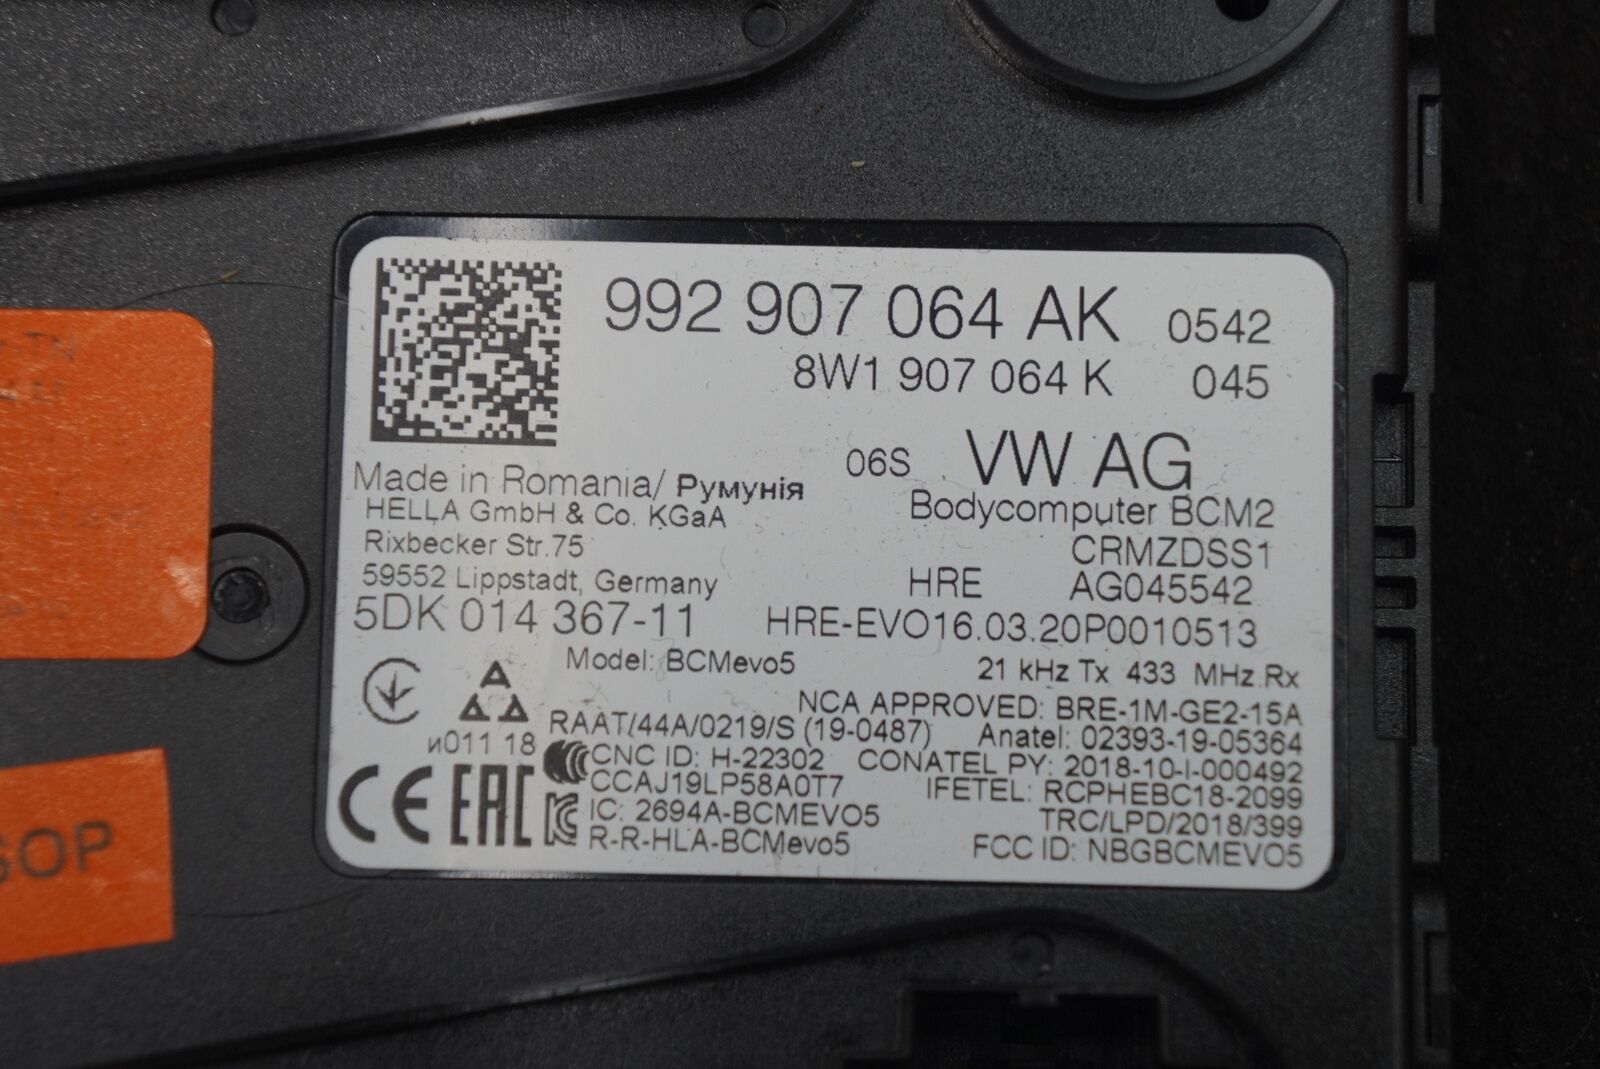 992 907 064 AK 0542
8W1 907 064 K 045
06S VW AG
Made in Romania/ Румунія
Bodycomputer BCM2
HELLA GmbH & Co. KGaA
Rixbecker Str.75
CRMZDSS1
59552 Lippstadt, Germany
HRE AG045542
5DK 014 367-11 HRE-EVO16.03.20P0010513
Model: BCMevo5 21 kHz Tx 433 MHz Rx
NCA APPROVED: BRE-1M-GE2-15A
RAAT/44A/0219/S (19-0487) Anatel: 02393-19-05364
и011 18
CNC ID: H-22302 CONATEL PY: 2018-10-I-000492
CCAJ19LP58A0T7 IFETEL: RCPHEBC18-2099
IC: 2694A-BCMEVO5 TRC/LPD/2018/399
R-R-HLA-BCMevo5 FCC ID: NBGBCMEVO5
CE EAC
SOP